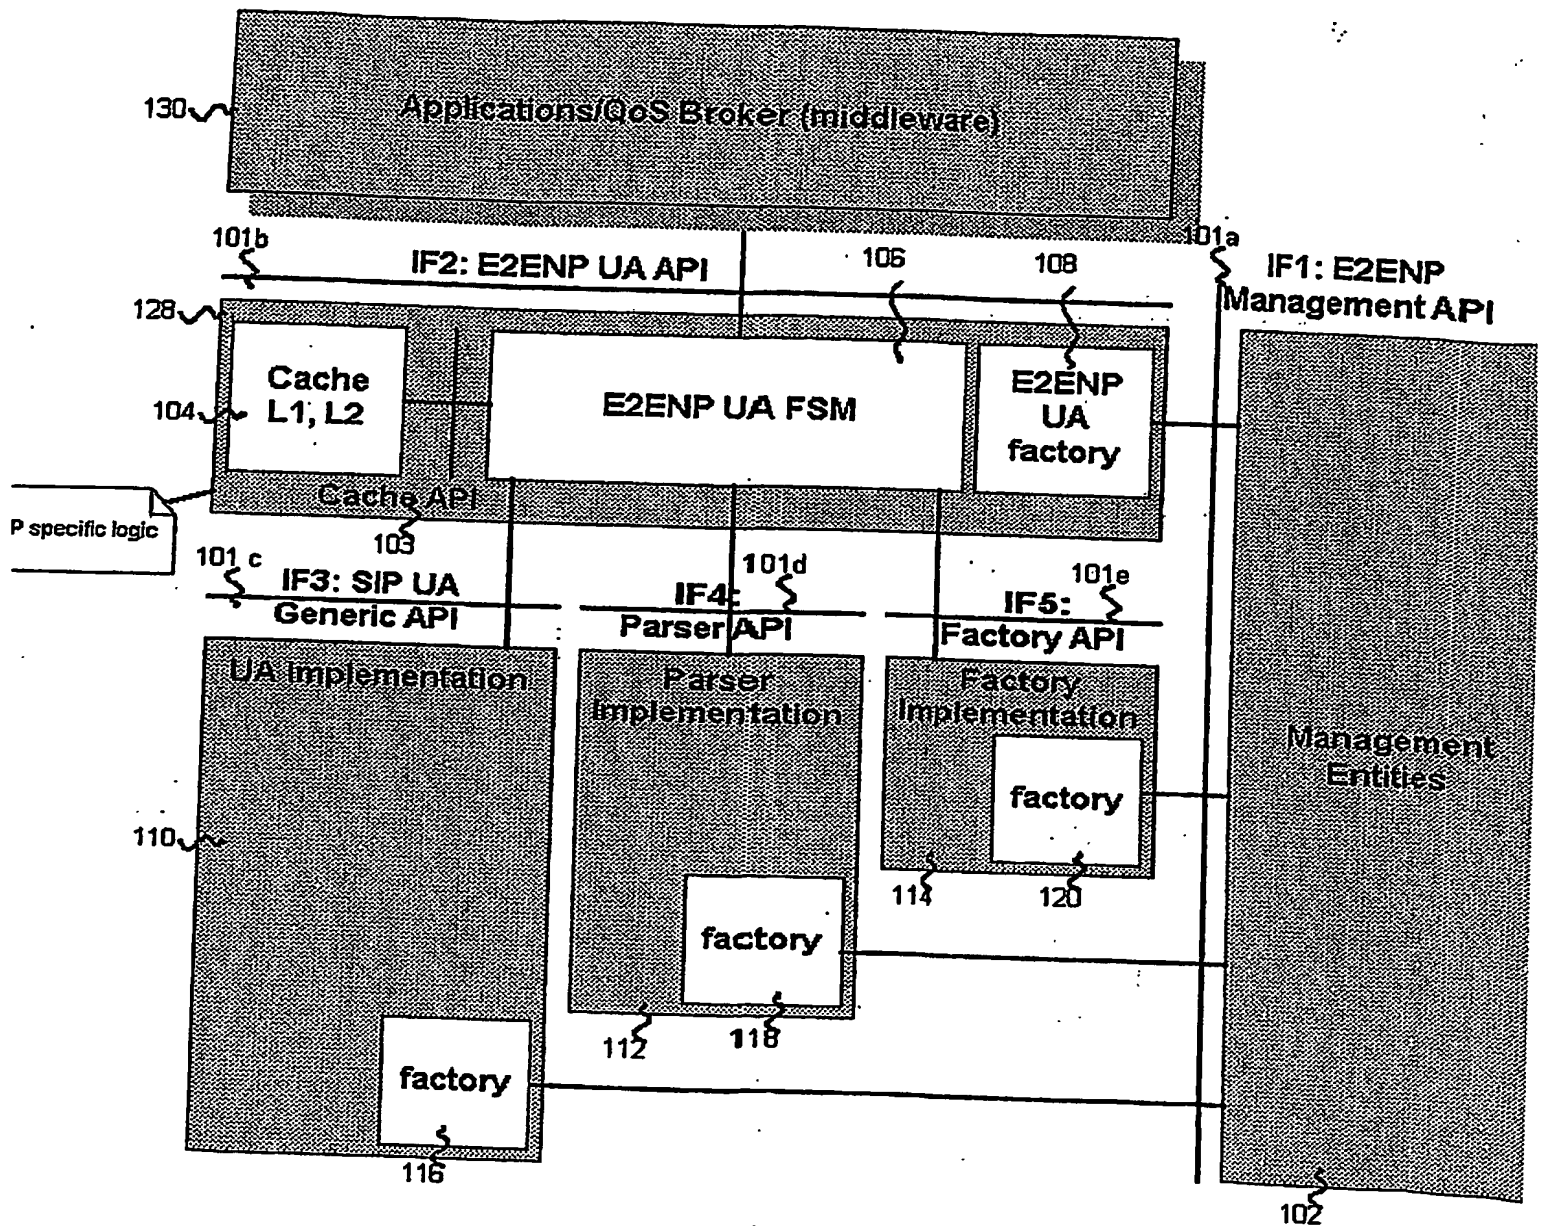 130
Applications/QoS Broker (middleware)
101b
IF2: E2ENP UA API
106
108
101a
IF1: E2ENP
Management API
128
Cache
L1, L2
104
E2ENP UA FSM
E2ENP
UA
factory
Cache API
103
P specific logic
101 c
IF3: SIP UA
Generic API
101d
IF4:
Parser API
101e
IF5:
Factory API
UA Implementation
Parser
Implementation
Factory
Implementation
Management
Entities
110
factory
114
120
factory
112
118
factory
116
102